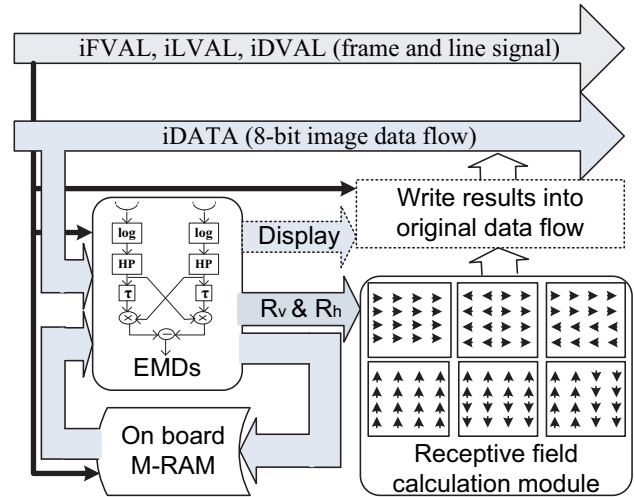 iFVAL, iLVAL, iDVAL (frame and line signal)
iDATA (8-bit image data flow)
Write results into
original data flow
log
log
HP
HP
τ
τ
×
×
−
EMDs
Display
Rv & Rh
On board
M-RAM
Receptive field
calculation module